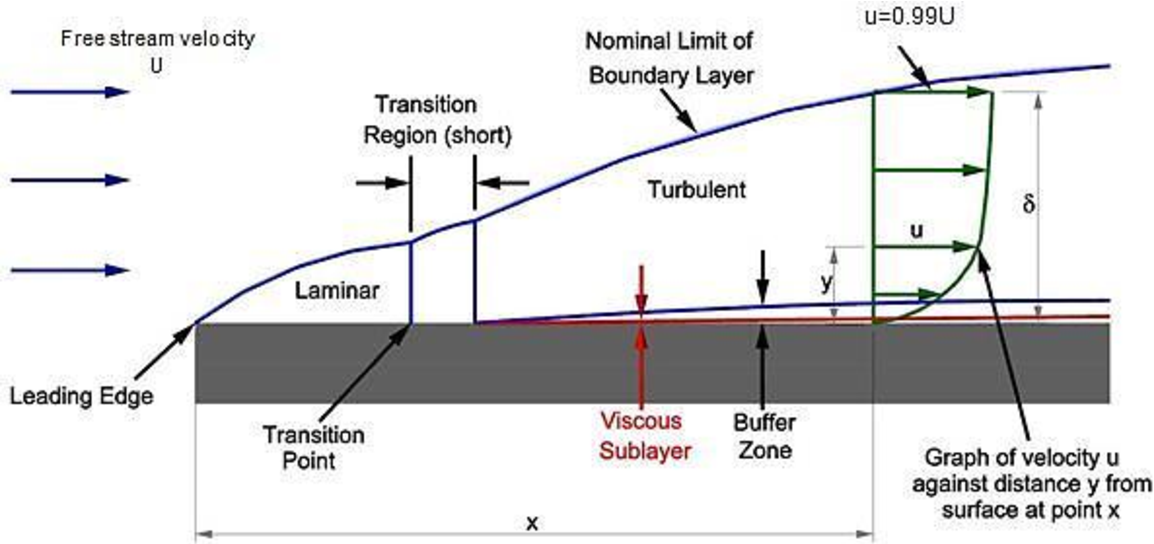 Free stream velocity
U
u=0.99U
Nominal Limit of
Boundary Layer
Transition
Region (short)
Turbulent
δ
u
y
Laminar
Leading Edge
Transition
Point
Viscous
Sublayer
Buffer
Zone
Graph of velocity u
against distance y from
surface at point x
x